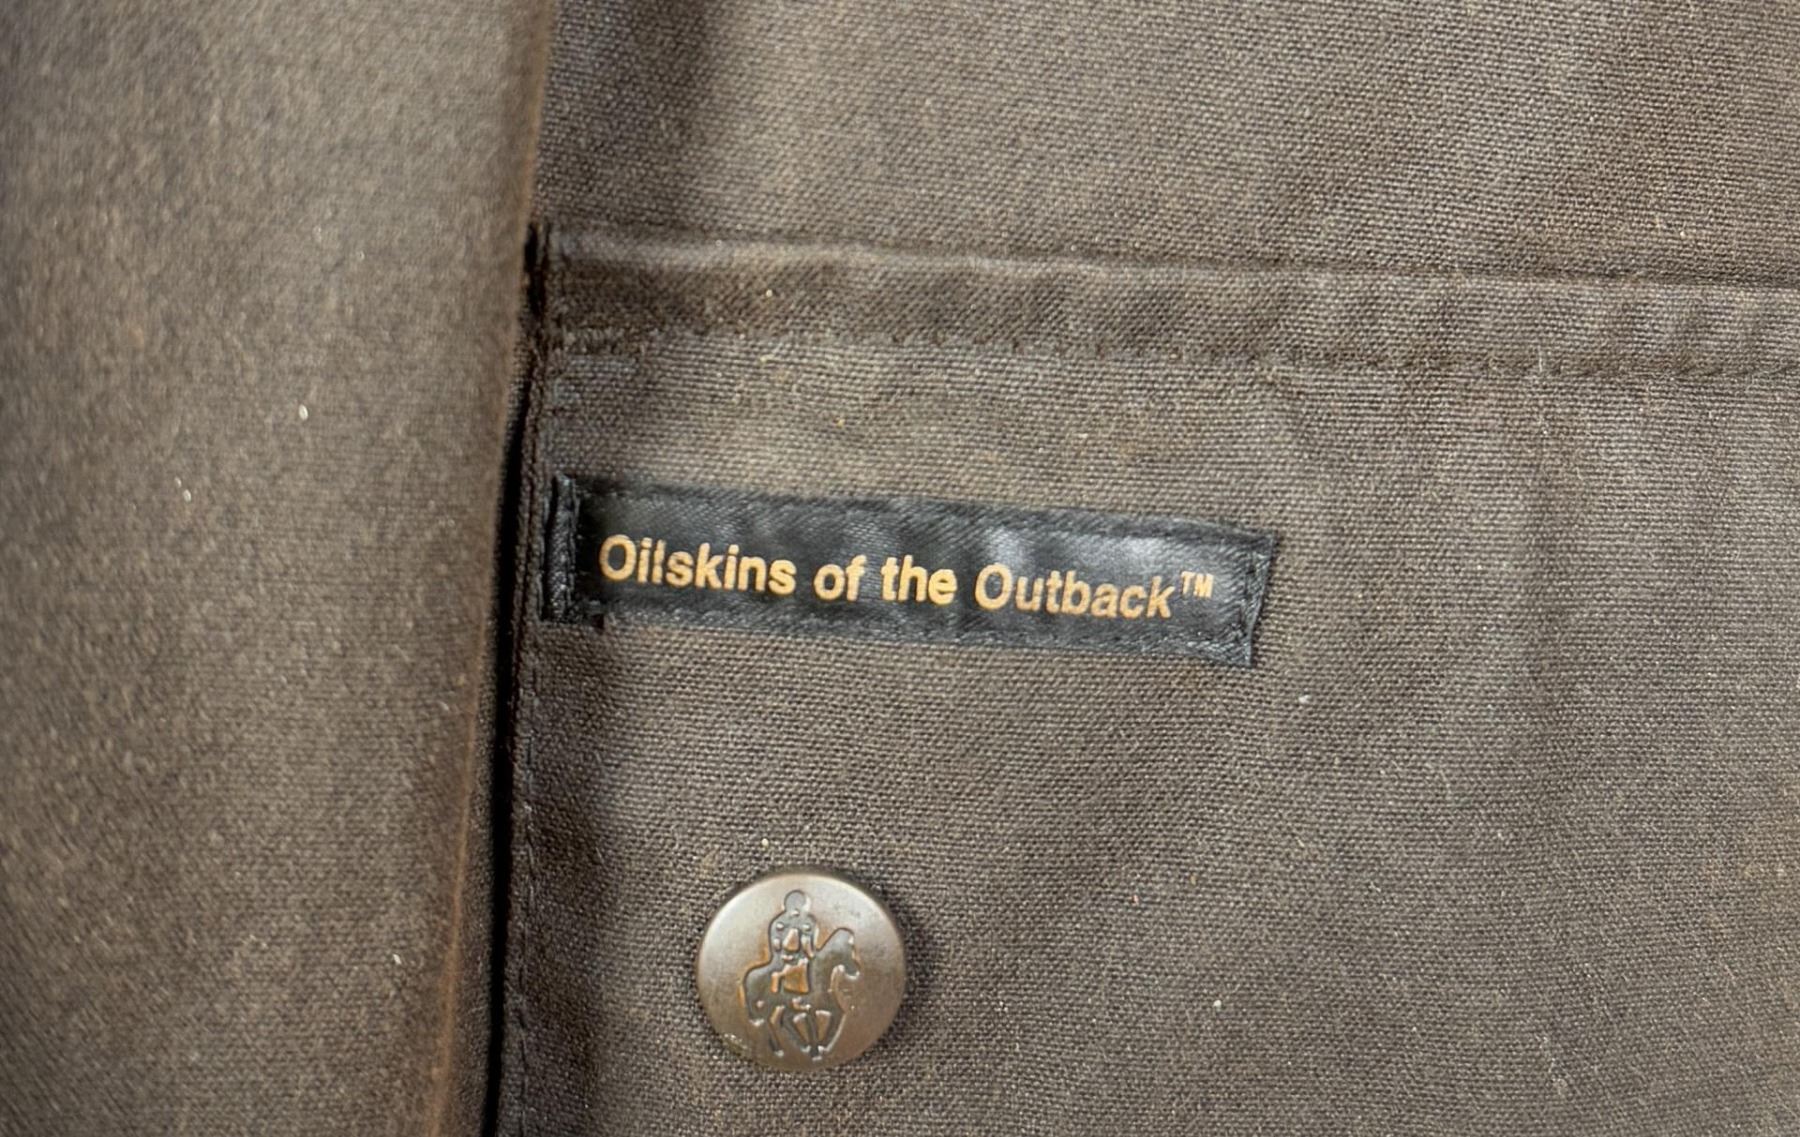 Oilskins of the Outback™